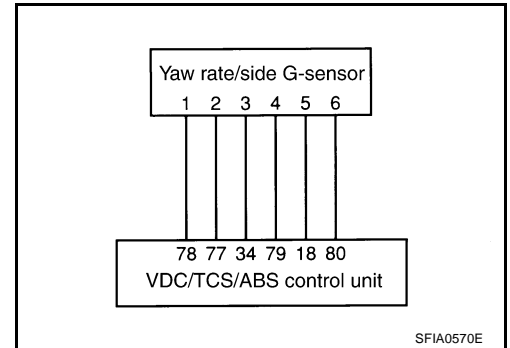 Yaw rate/side G-sensor
1 2 3 4 5 6
78 77 34 79 18 80
VDC/TCS/ABS control unit
SFIA0570E